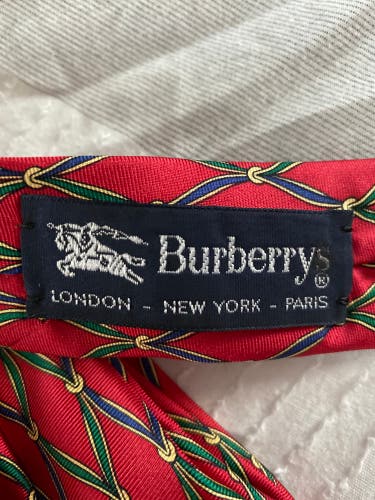 Burberrys®
LONDON - NEW YORK - PARIS